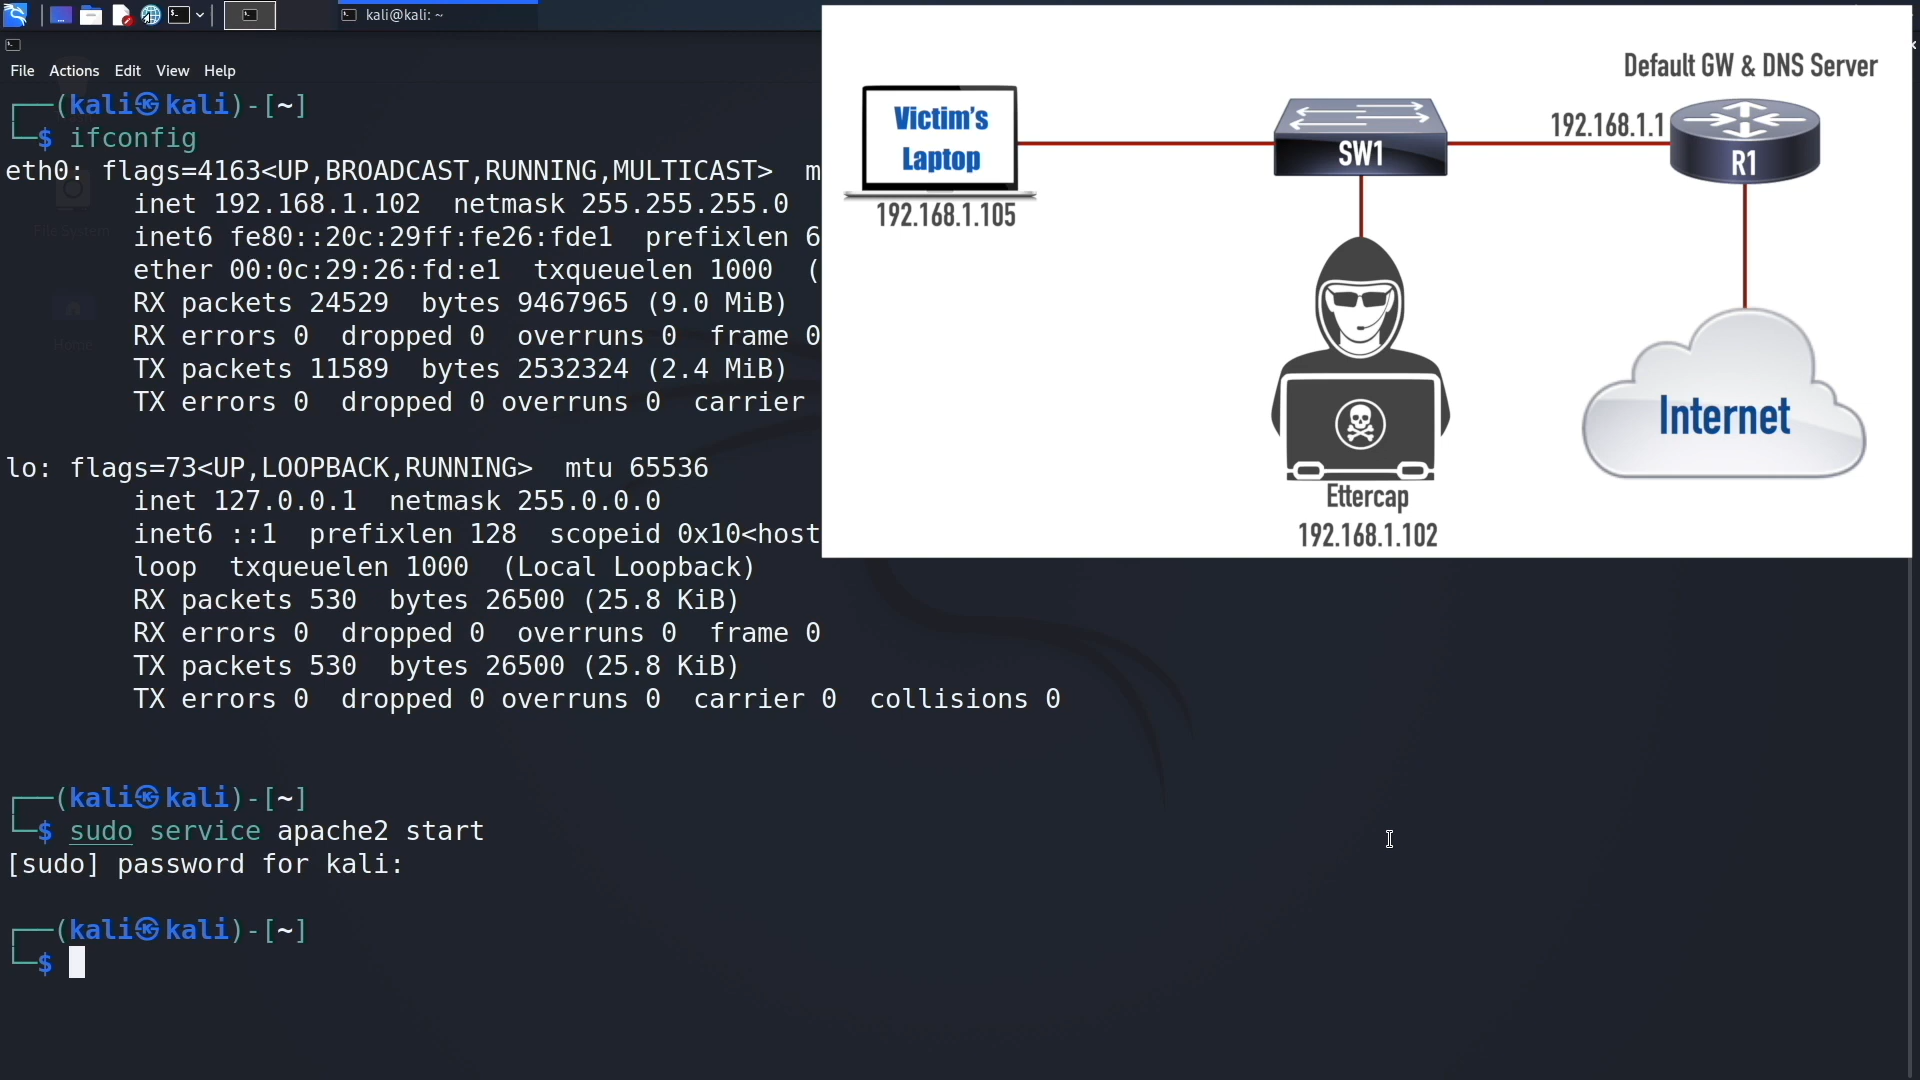 kali@kali: ~
File Actions Edit View Help
(kali㉿kali)-[~]
$ ifconfig
eth0: flags=4163<UP,BROADCAST,RUNNING,MULTICAST> m
inet 192.168.1.102 netmask 255.255.255.0
inet6 fe80::20c:29ff:fe26:fde1 prefixlen 6
ether 00:0c:29:26:fd:e1 txqueuelen 1000 (
RX packets 24529 bytes 9467965 (9.0 MiB)
RX errors 0 dropped 0 overruns 0 frame 0
TX packets 11589 bytes 2532324 (2.4 MiB)
TX errors 0 dropped 0 overruns 0 carrier
lo: flags=73<UP,LOOPBACK,RUNNING> mtu 65536
inet 127.0.0.1 netmask 255.0.0.0
inet6 ::1 prefixlen 128 scopeid 0x10<host
loop txqueuelen 1000 (Local Loopback)
RX packets 530 bytes 26500 (25.8 KiB)
RX errors 0 dropped 0 overruns 0 frame 0
TX packets 530 bytes 26500 (25.8 KiB)
TX errors 0 dropped 0 overruns 0 carrier 0 collisions 0
(kali㉿kali)-[~]
$ sudo service apache2 start
[sudo] password for kali:
(kali㉿kali)-[~]
$
File System
Home
Default GW & DNS Server
Victim's
Laptop
192.168.1.105
SW1
192.168.1.1
R1
Internet
Ettercap
192.168.1.102